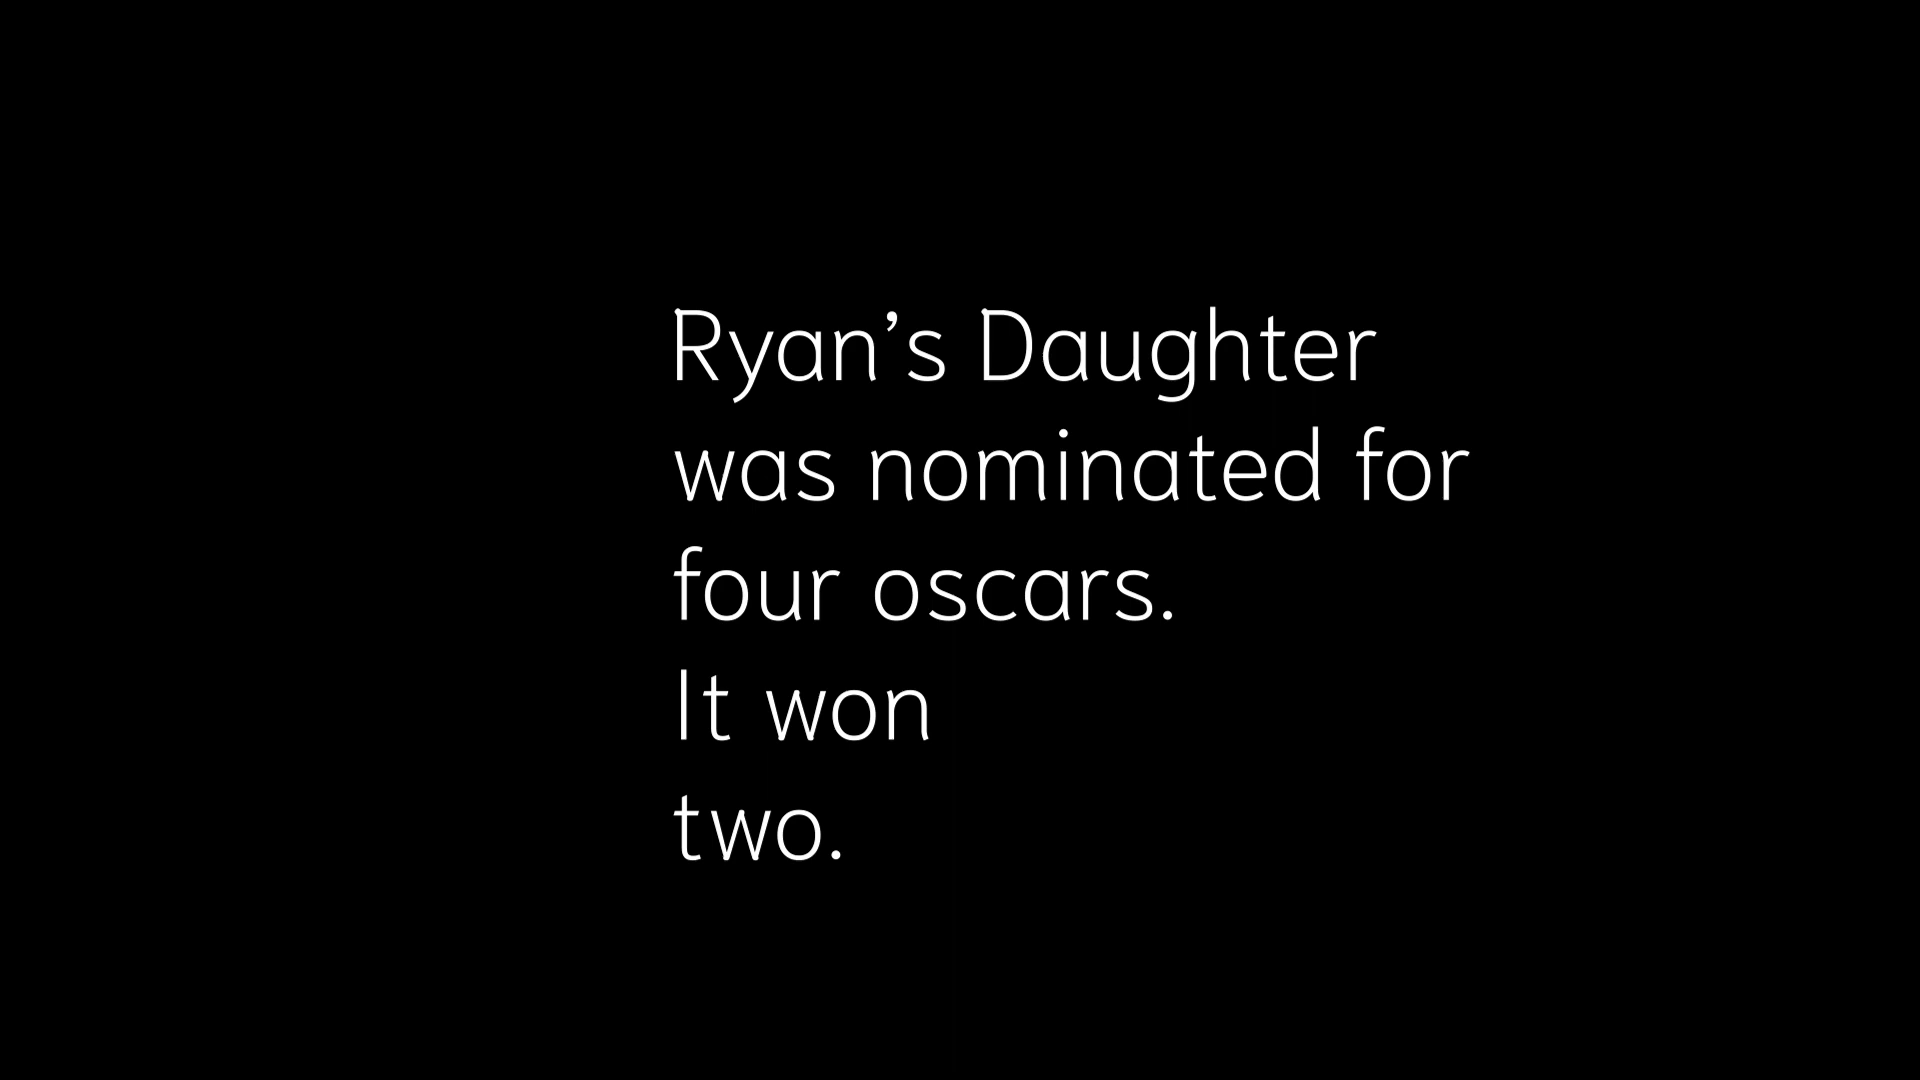 Ryan’s Daughter
was nominated for
four oscars.
It won
two.